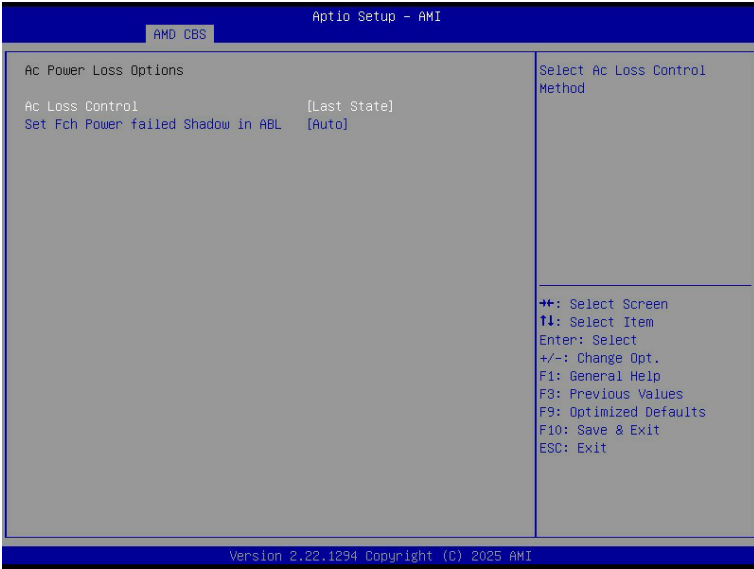 Aptio Setup – AMI
AMD CBS
Ac Power Loss Options
Ac Loss Control [Last State]
Set Fch Power failed Shadow in ABL [Auto]
Select Ac Loss Control
Method
→←: Select Screen
↑↓: Select Item
Enter: Select
+/-: Change Opt.
F1: General Help
F3: Previous Values
F9: Optimized Defaults
F10: Save & Exit
ESC: Exit
Version 2.22.1294 Copyright (C) 2025 AMI